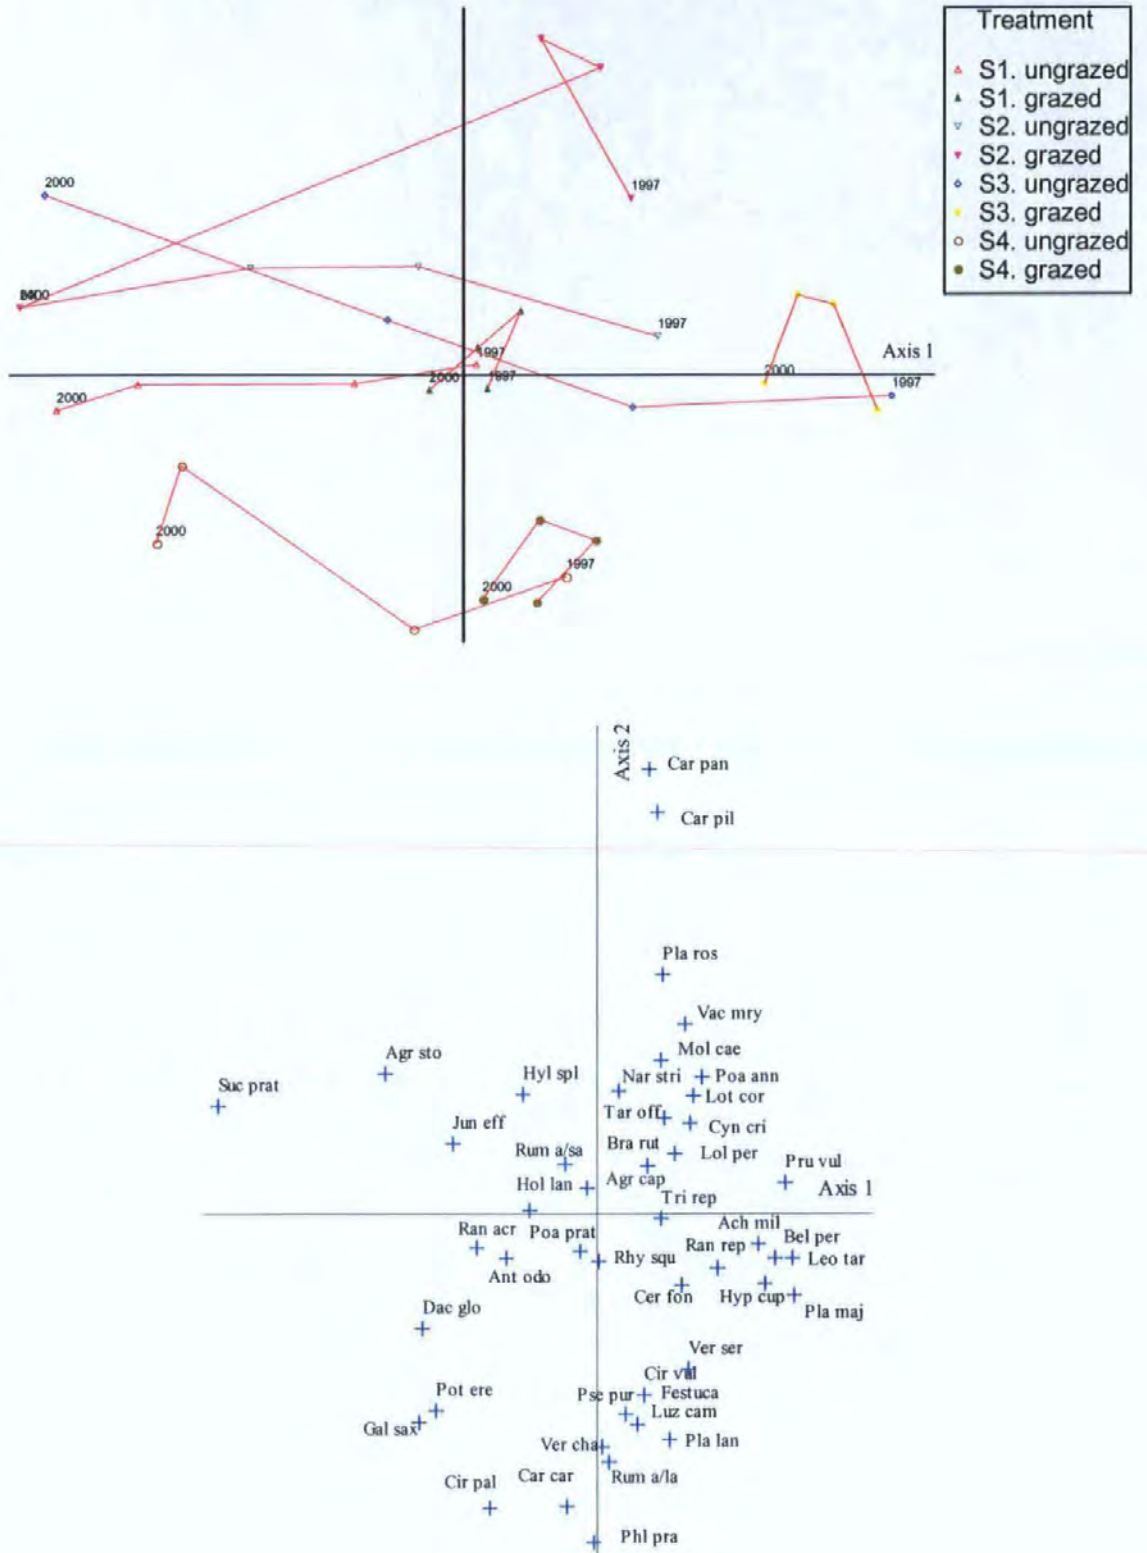 Treatment
S1. ungrazed
S1. grazed
S2. ungrazed
S2. grazed
S3. ungrazed
S3. grazed
S4. ungrazed
S4. grazed
2000
1997
1997
1997
Axis 1
2000
1997
2000
1997
2000
2000
1997
2000
Axis 2
Car pan
Car pil
Pla ros
Vac mry
Mol cae
Agr sto
Hyl spl
Nar stri
Poa ann
Suc prat
Lot cor
Tar off
Cyn cri
Jun eff
Bra rut
Lol per
Rum a/sa
Pru vul
Hol lan
Agr cap
Axis 1
Tri rep
Ach mil
Ran acr
Poa prat
Ran rep
Bel per
Rhy squ
Leo tar
Ant odo
Cer fon
Hyp cup
Pla maj
Dac glo
Ver ser
Cir vul
Pot ere
Pse pur
Festuca
Gal sax
Luz cam
Ver cha
Pla lan
Cir pal
Car car
Rum a/la
Phl pra